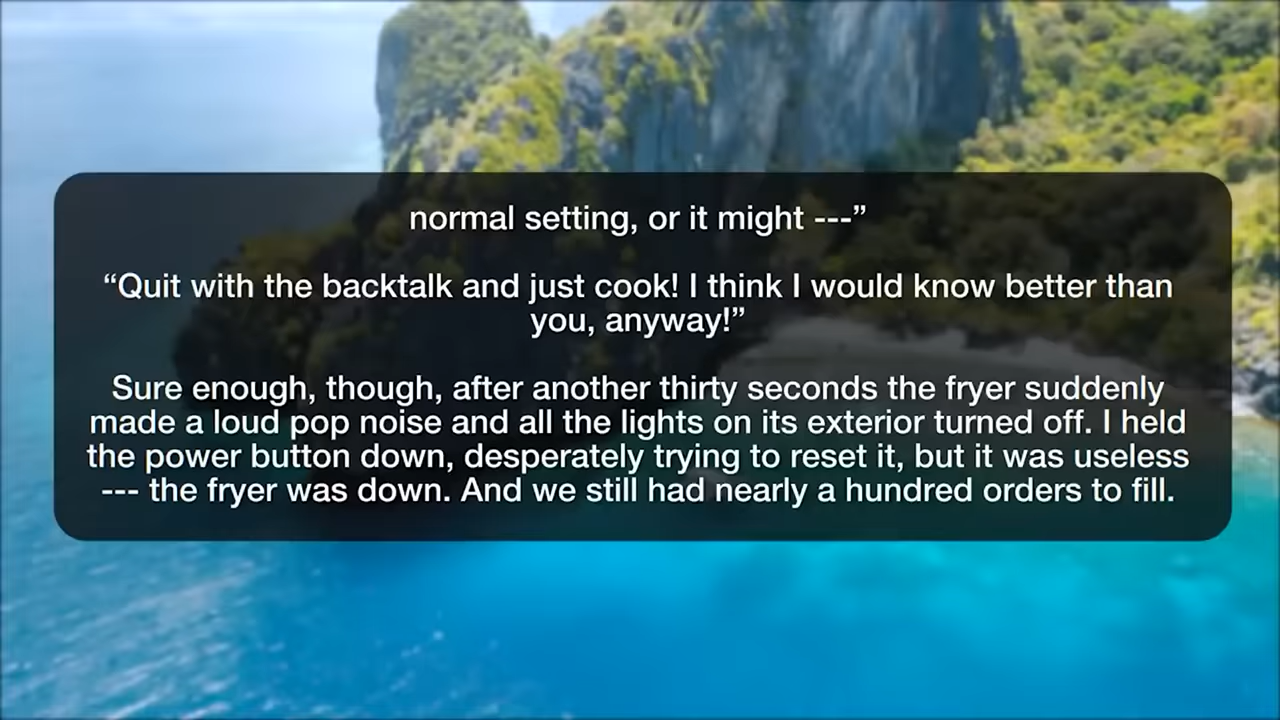 normal setting, or it might ---”
“Quit with the backtalk and just cook! I think I would know better than
you, anyway!”
Sure enough, though, after another thirty seconds the fryer suddenly
made a loud pop noise and all the lights on its exterior turned off. I held
the power button down, desperately trying to reset it, but it was useless
--- the fryer was down. And we still had nearly a hundred orders to fill.